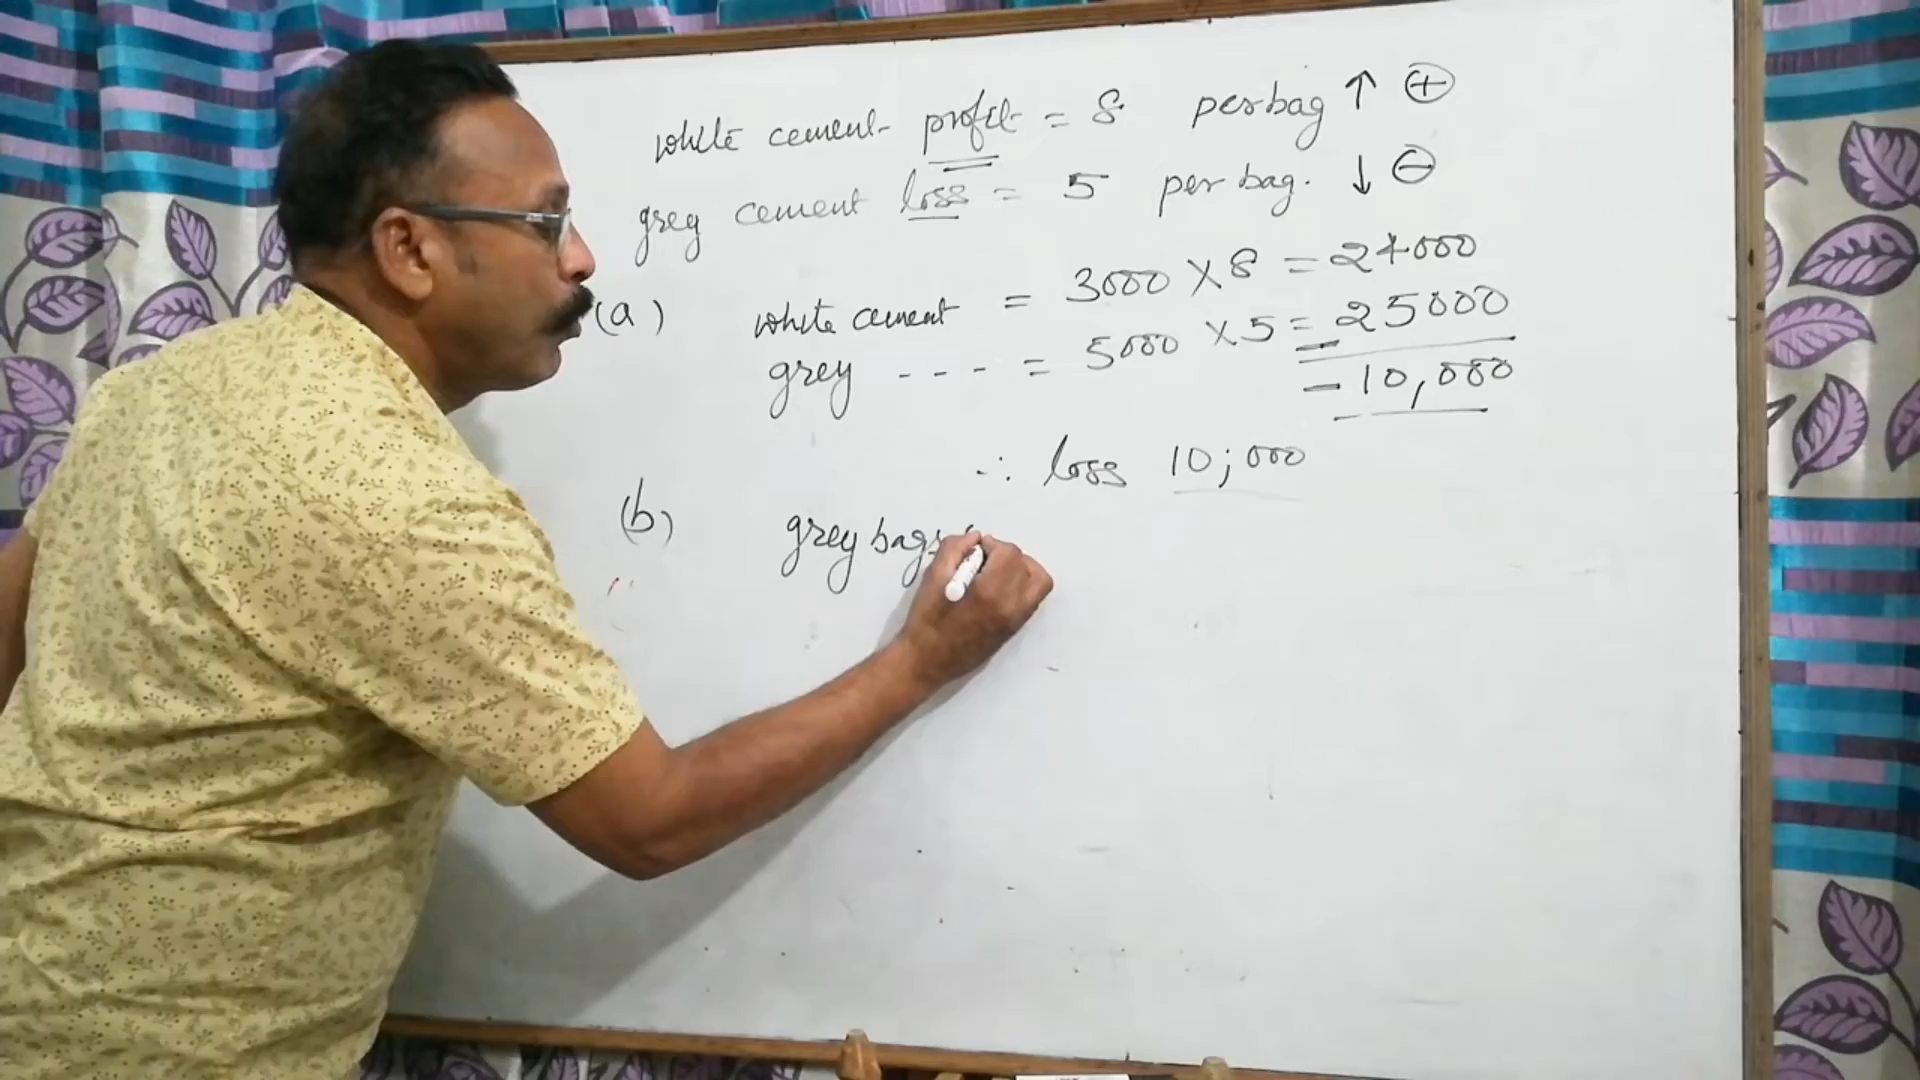 white cement profit = 8 per bag ↑ ⊕
grey cement loss = 5 per bag. ↓ ⊖
(a) white cement = 3000 × 8 = 24000
grey - - - - = 5000 × 5 = -25000
-10,000
∴ loss 10,000
(b) grey bags